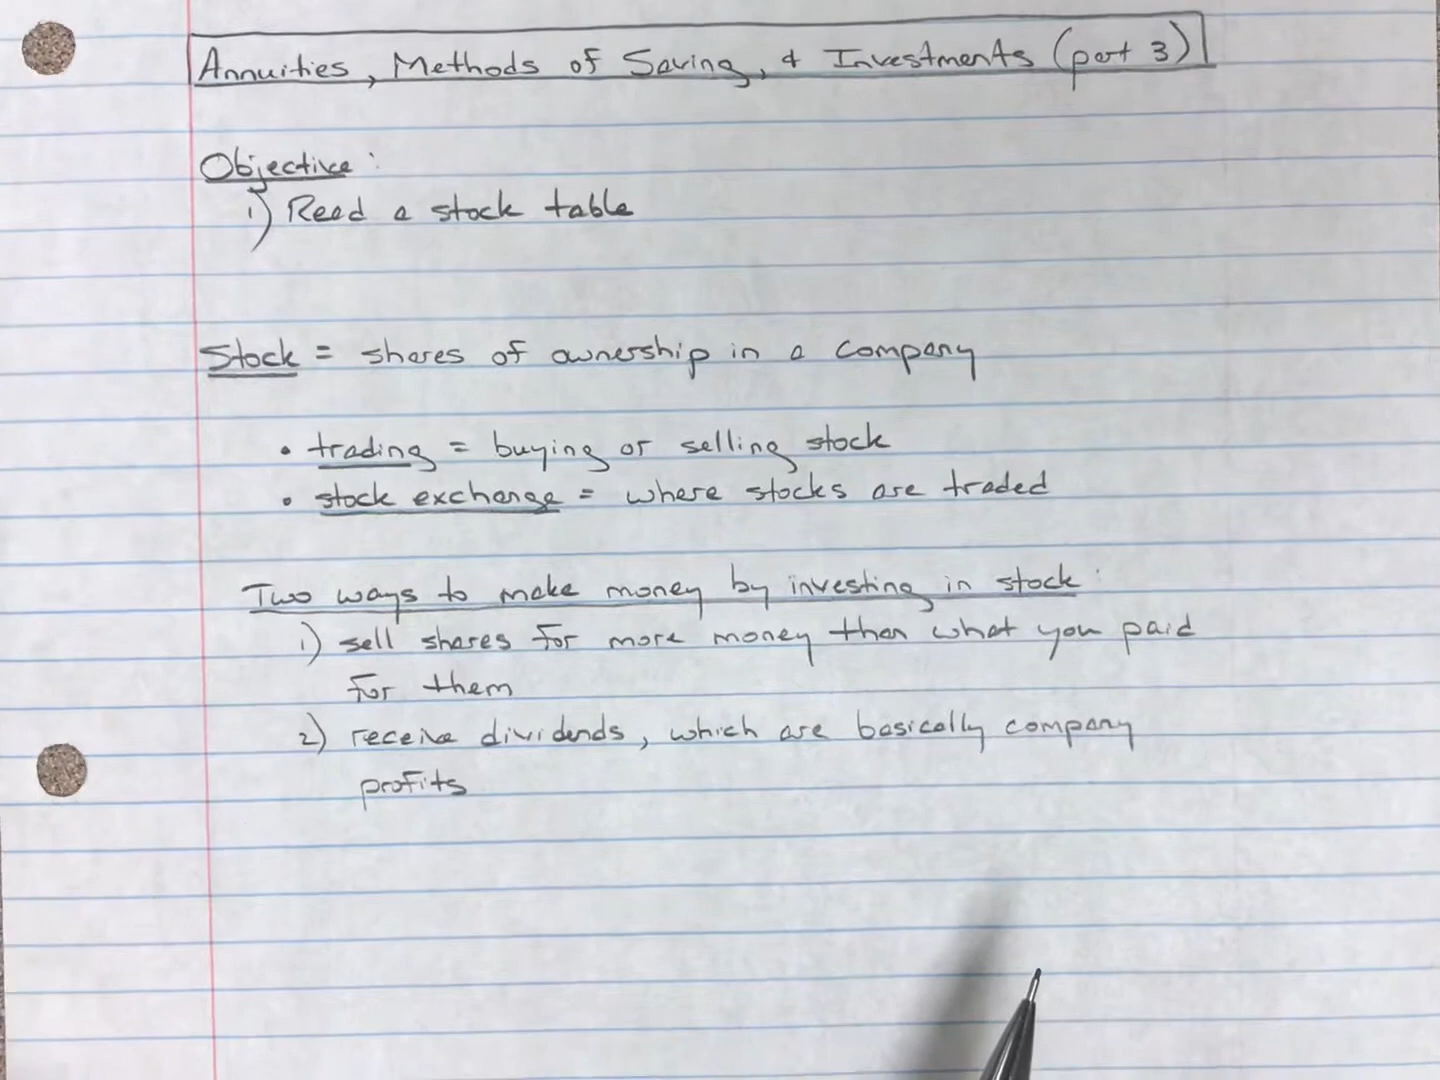 Annuities, Methods of Saving, & Investments (part 3)
Objective:
1) Read a stock table
Stock = shares of ownership in a company
• trading = buying or selling stock
• stock exchange = where stocks are traded
Two ways to make money by investing in stock:
1) sell shares for more money than what you paid
for them
2) receive dividends, which are basically company
profits